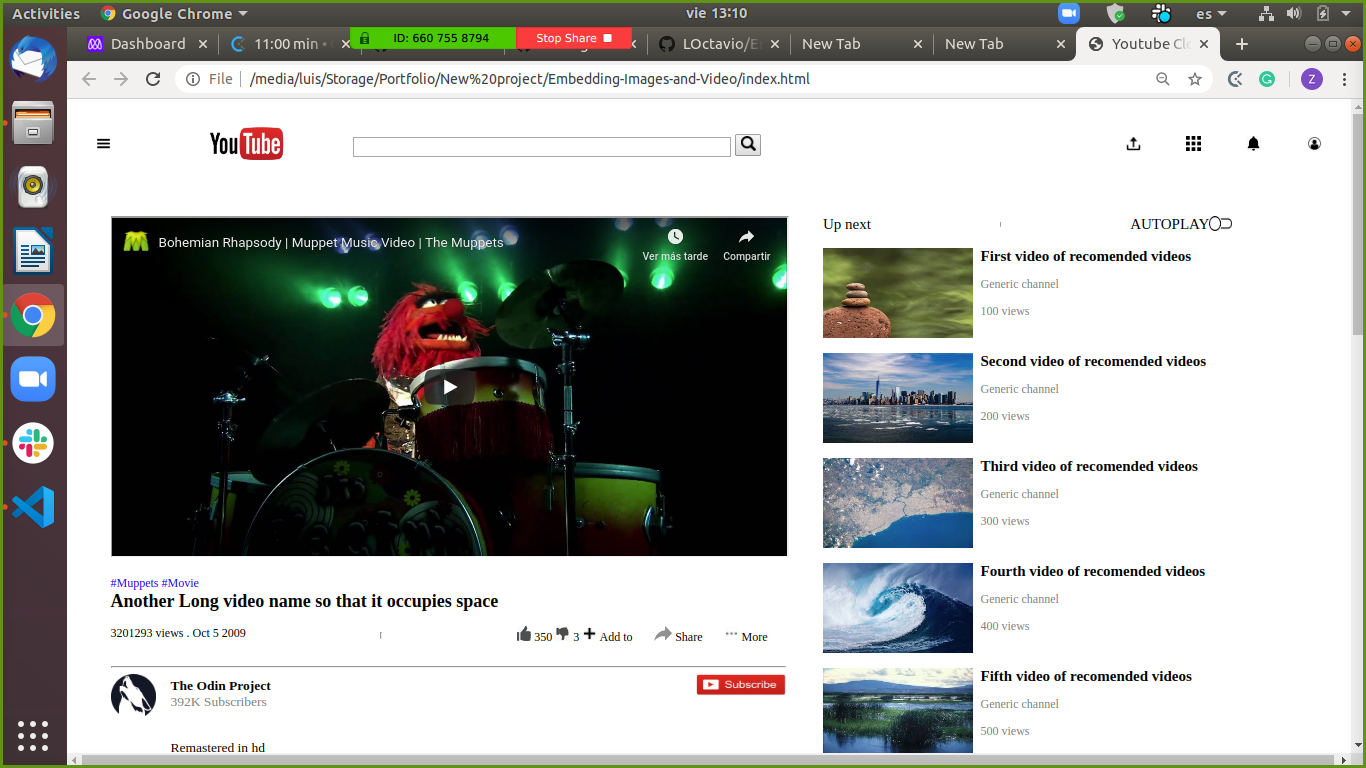 Activities Google Chrome vie 13:10 es
Dashboard 11:00 min • ID: 660 755 8794 Stop Share LOctavio/ New Tab New Tab Youtube Cl
File /media/luis/Storage/Portfolio/New%20project/Embedding-Images-and-Video/index.html Z
YouTube
Bohemian Rhapsody | Muppet Music Video | The Muppets
Ver más tarde Compartir
#Muppets #Movie
Another Long video name so that it occupies space
3201293 views . Oct 5 2009 350 3 Add to Share More
The Odin Project Subscribe
392K Subscribers
Remastered in hd
Up next AUTOPLAY
First video of recomended videos
Generic channel
100 views
Second video of recomended videos
Generic channel
200 views
Third video of recomended videos
Generic channel
300 views
Fourth video of recomended videos
Generic channel
400 views
Fifth video of recomended videos
Generic channel
500 views